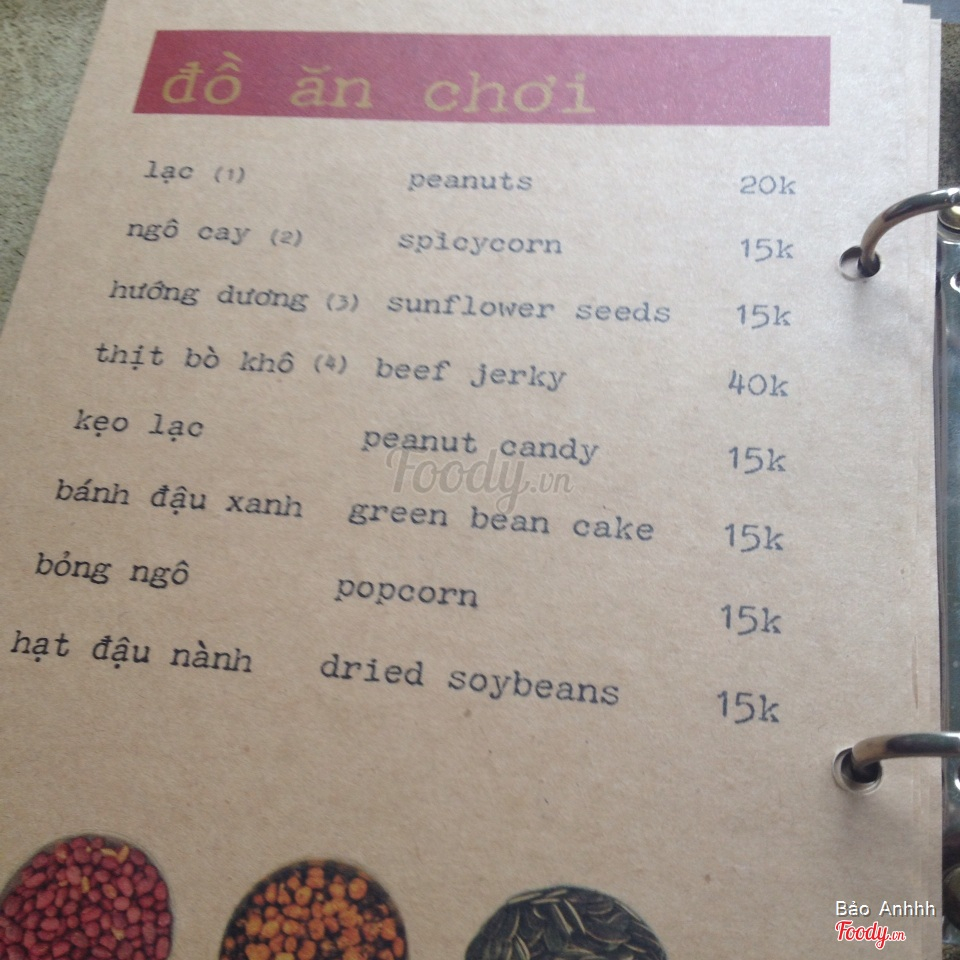 đồ ăn chơi
lạc (1) peanuts 20k
ngô cay (2) spicycorn 15k
hướng dương (3) sunflower seeds 15k
thịt bò khô (4) beef jerky 40k
kẹo lạc peanut candy 15k
Foody.vn
bánh đậu xanh green bean cake 15k
bỏng ngô popcorn 15k
hạt đậu nành dried soybeans 15k
Bảo Anhhh
Foody.vn